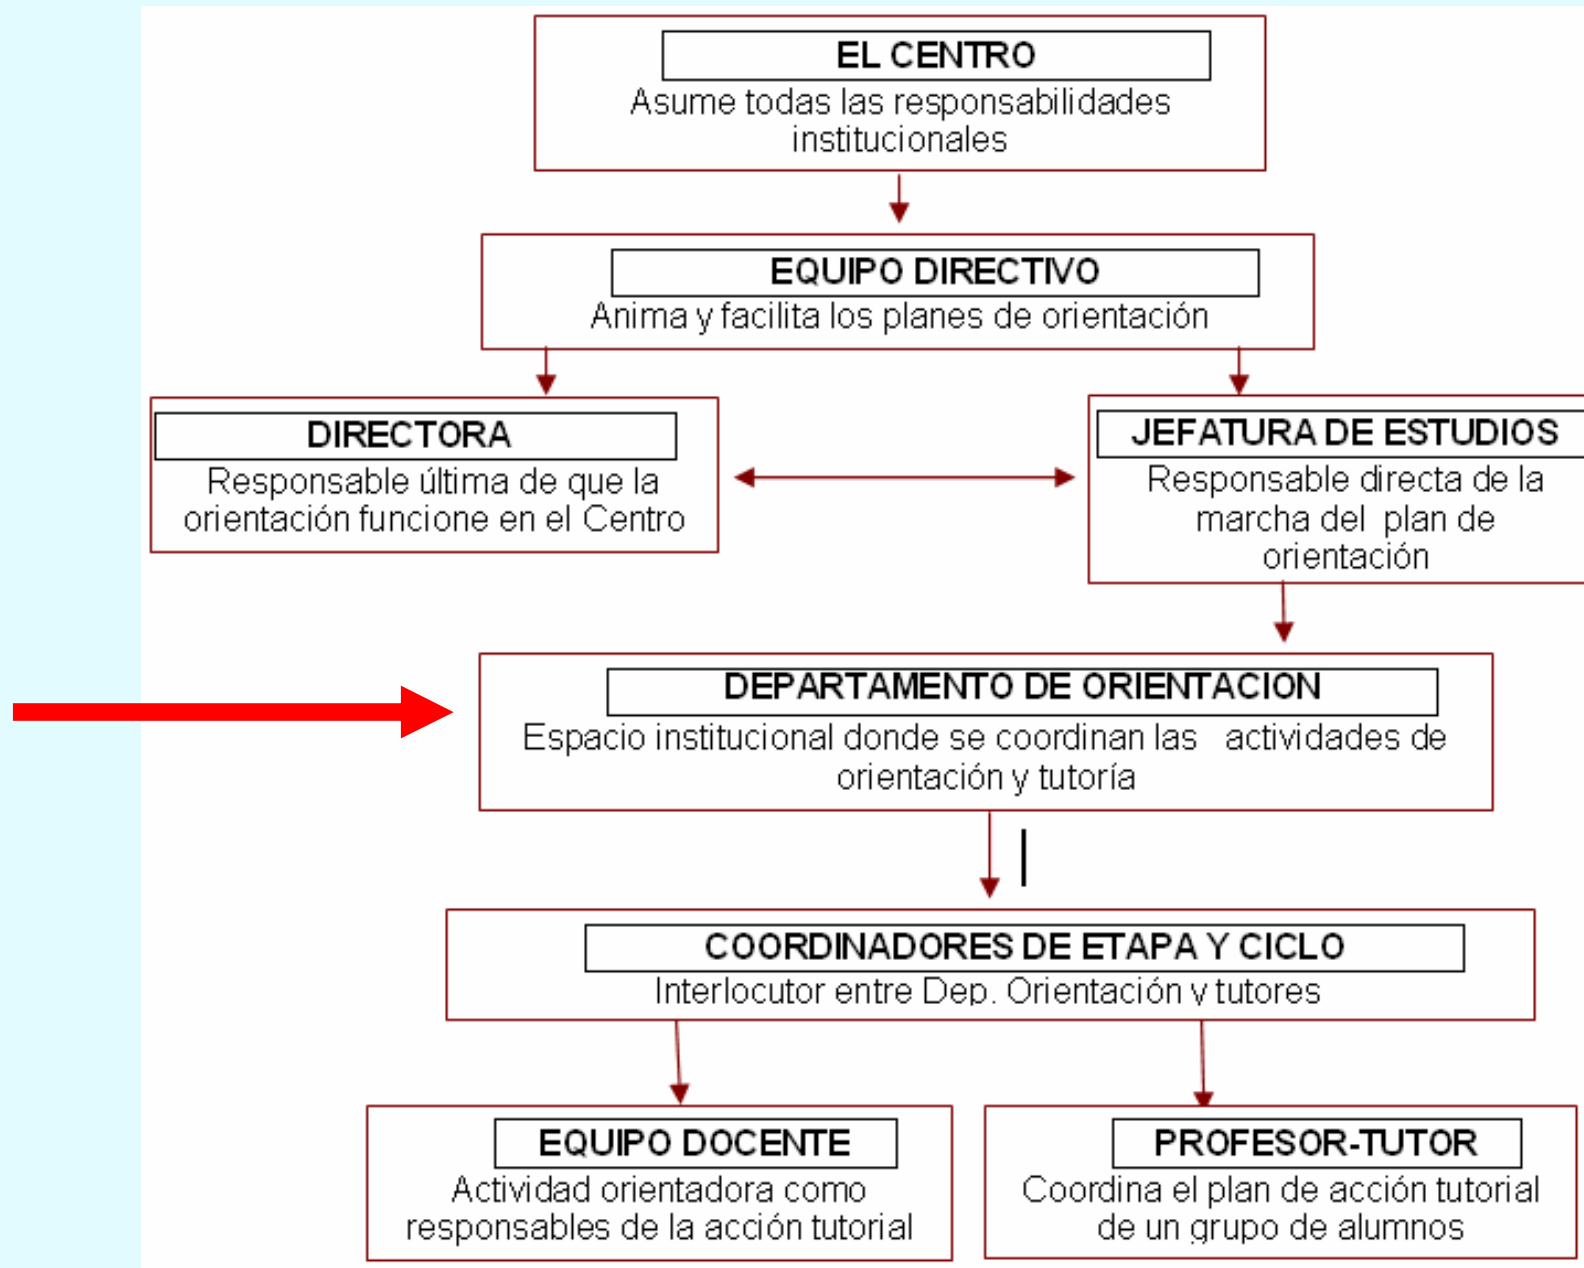 EL CENTRO
Asume todas las responsabilidades
institucionales
EQUIPO DIRECTIVO
Anima y facilita los planes de orientación
DIRECTORA
Responsable última de que la
orientación funcione en el Centro
JEFATURA DE ESTUDIOS
Responsable directa de la
marcha del plan de
orientación
DEPARTAMENTO DE ORIENTACION
Espacio institucional donde se coordinan las actividades de
orientación y tutoría
COORDINADORES DE ETAPA Y CICLO
Interlocutor entre Dep. Orientación y tutores
EQUIPO DOCENTE
Actividad orientadora como
responsables de la acción tutorial
PROFESOR-TUTOR
Coordina el plan de acción tutorial
de un grupo de alumnos